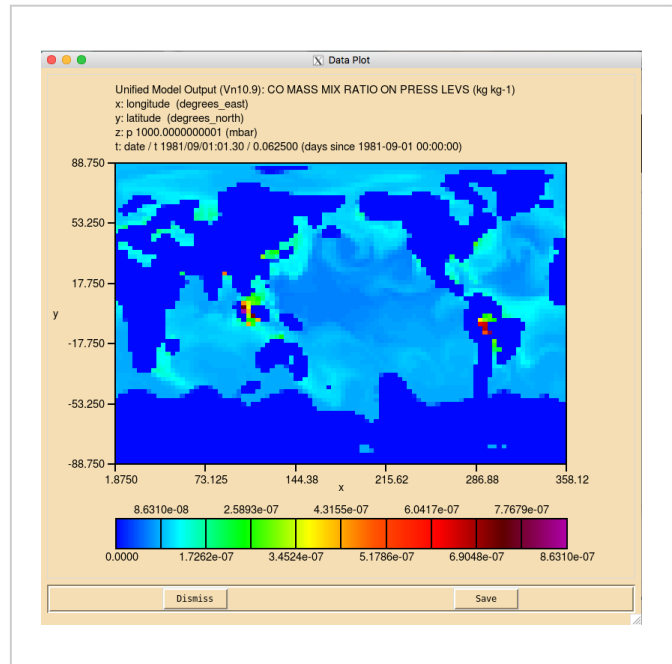 Data Plot
Unified Model Output (Vn10.9): CO MASS MIX RATIO ON PRESS LEVS (kg kg-1)
x: longitude (degrees_east)
y: latitude (degrees_north)
z: p 1000.0000000001 (mbar)
t: date / t 1981/09/01:01.30 / 0.062500 (days since 1981-09-01 00:00:00)
88.750
53.250
17.750
y
-17.750
-53.250
-88.750
1.8750 73.125 144.38 215.62 286.88 358.12
x
8.6310e-08 2.5893e-07 4.3155e-07 6.0417e-07 7.7679e-07
0.0000 1.7262e-07 3.4524e-07 5.1786e-07 6.9048e-07 8.6310e-07
Dismiss Save